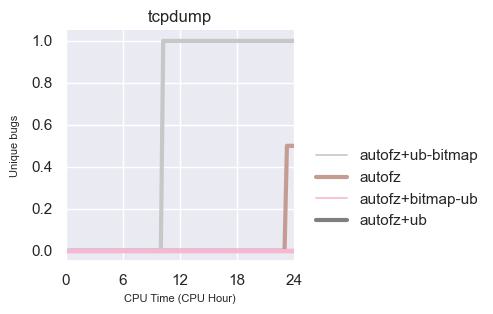 tcpdump
1.0
0.8
0.6
0.4
0.2
0.0
Unique bugs
0 6 12 18 24
CPU Time (CPU Hour)
autofz+ub-bitmap
autofz
autofz+bitmap-ub
autofz+ub